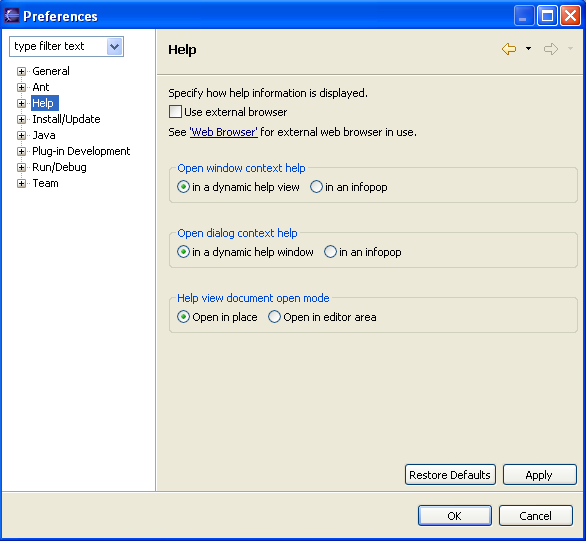 Preferences
type filter text
General
Ant
Help
Install/Update
Java
Plug-in Development
Run/Debug
Team
Help
Specify how help information is displayed.
Use external browser
See 'Web Browser' for external web browser in use.
Open window context help
in a dynamic help view in an infopop
Open dialog context help
in a dynamic help window in an infopop
Help view document open mode
Open in place Open in editor area
Restore Defaults Apply
OK Cancel